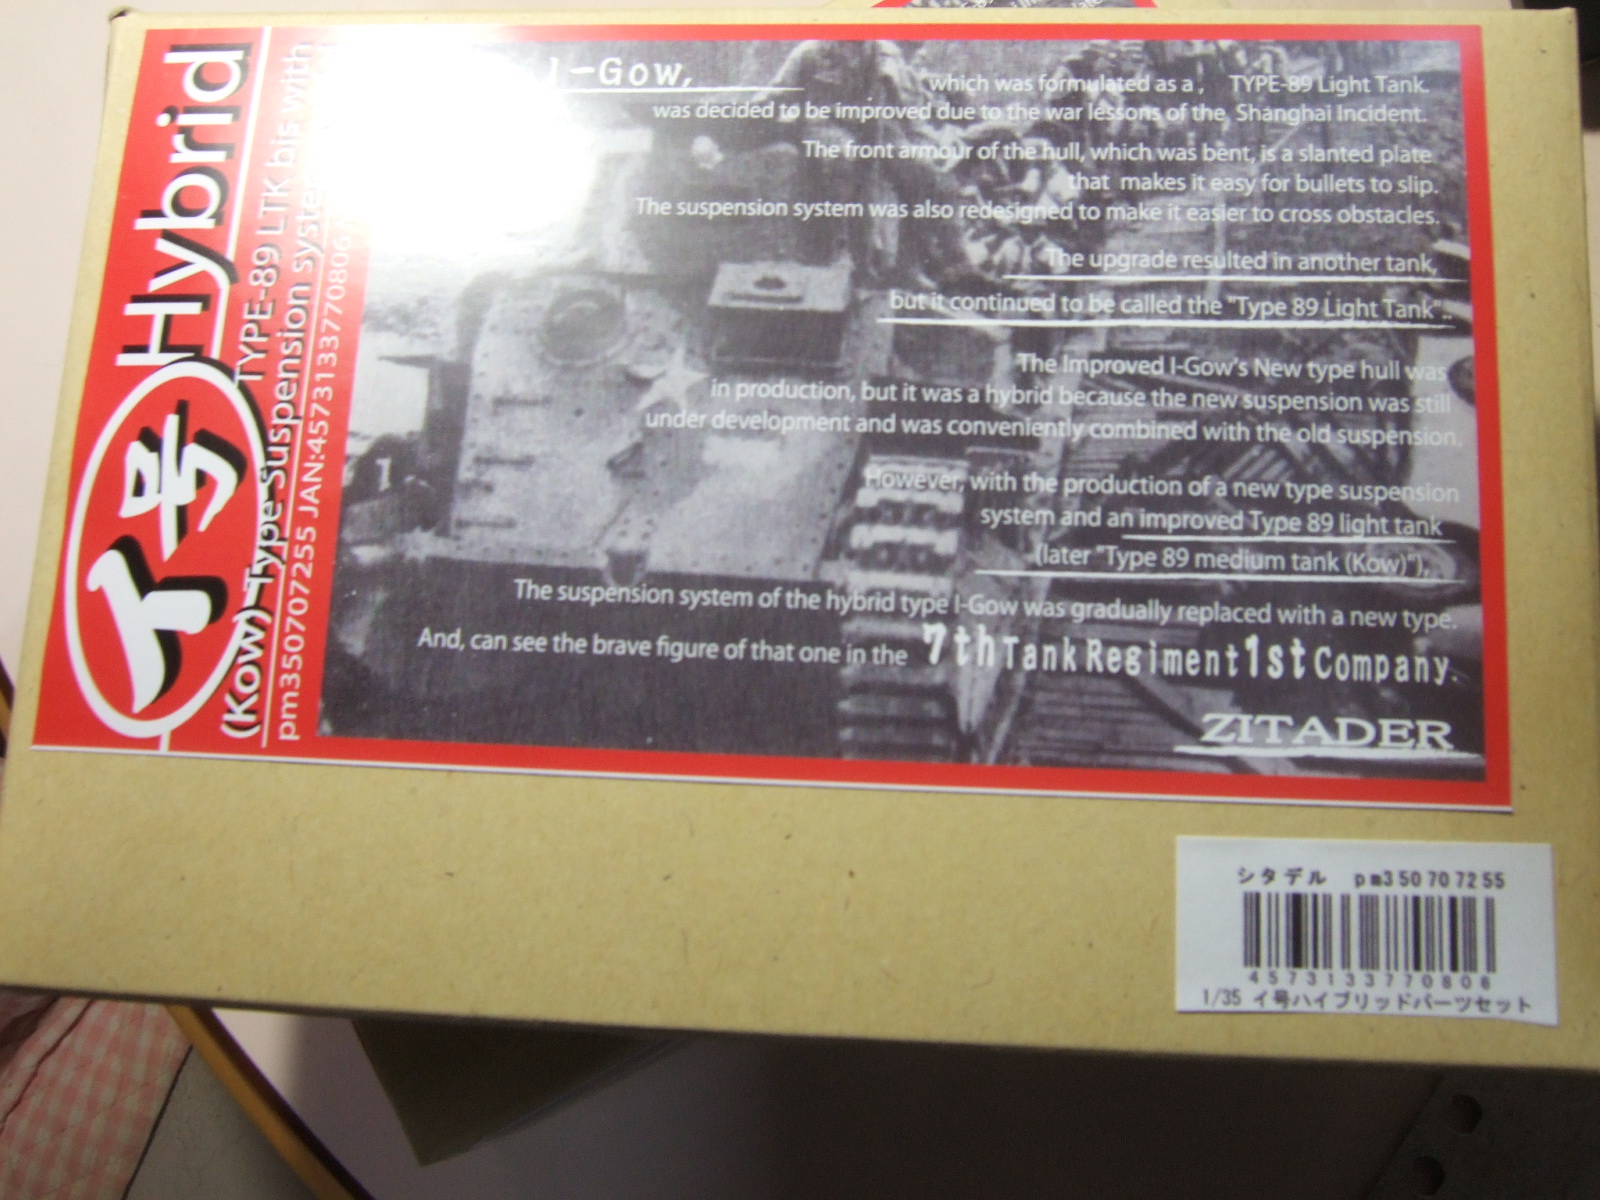 イ号 Hybrid
TYPE-89 LTK bis with
(Kow) Type Suspension system
pm350707255 JAN:4573133770806
I-Gow,
which was formulated as a , TYPE-89 Light Tank.
was decided to be improved due to the war lessons of the Shanghai Incident.
The front armour of the hull, which was bent, is a slanted plate
that makes it easy for bullets to slip.
The suspension system was also redesigned to make it easier to cross obstacles.
The upgrade resulted in another tank,
but it continued to be called the "Type 89 Light Tank"..
The Improved I-Gow's New type hull was
in production, but it was a hybrid because the new suspension was still
under development and was conveniently combined with the old suspension.
However, with the production of a new type suspension
system and an improved Type 89 light tank
(later "Type 89 medium tank (Kow)"),
The suspension system of the hybrid type I-Gow was gradually replaced with a new type.
And, can see the brave figure of that one in the 7th Tank Regiment 1st Company.
ZITADER
シタデル pm350707255
4573133770806
1/35 イ号ハイブリッドパーツセット